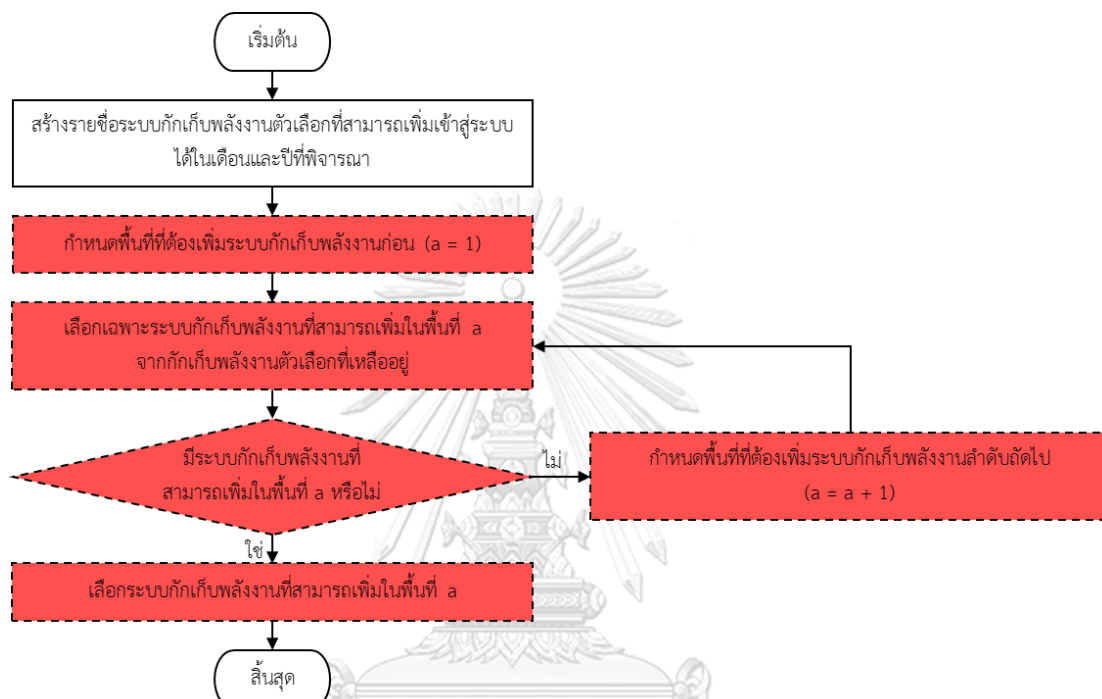 เริ่มต้น
สร้างรายชื่อระบบกักเก็บพลังงานตัวเลือกที่สามารถเพิ่มเข้าสู่ระบบ
ได้ในเดือนและปีที่พิจารณา
กำหนดพื้นที่ที่ต้องเพิ่มระบบกักเก็บพลังงานก่อน (a = 1)
เลือกเฉพาะระบบกักเก็บพลังงานที่สามารถเพิ่มในพื้นที่ a
จากกักเก็บพลังงานตัวเลือกที่เหลืออยู่
มีระบบกักเก็บพลังงานที่
สามารถเพิ่มในพื้นที่ a หรือไม่
ไม่
กำหนดพื้นที่ที่ต้องเพิ่มระบบกักเก็บพลังงานลำดับถัดไป
(a = a + 1)
ใช่
เลือกระบบกักเก็บพลังงานที่สามารถเพิ่มในพื้นที่ a
สิ้นสุด